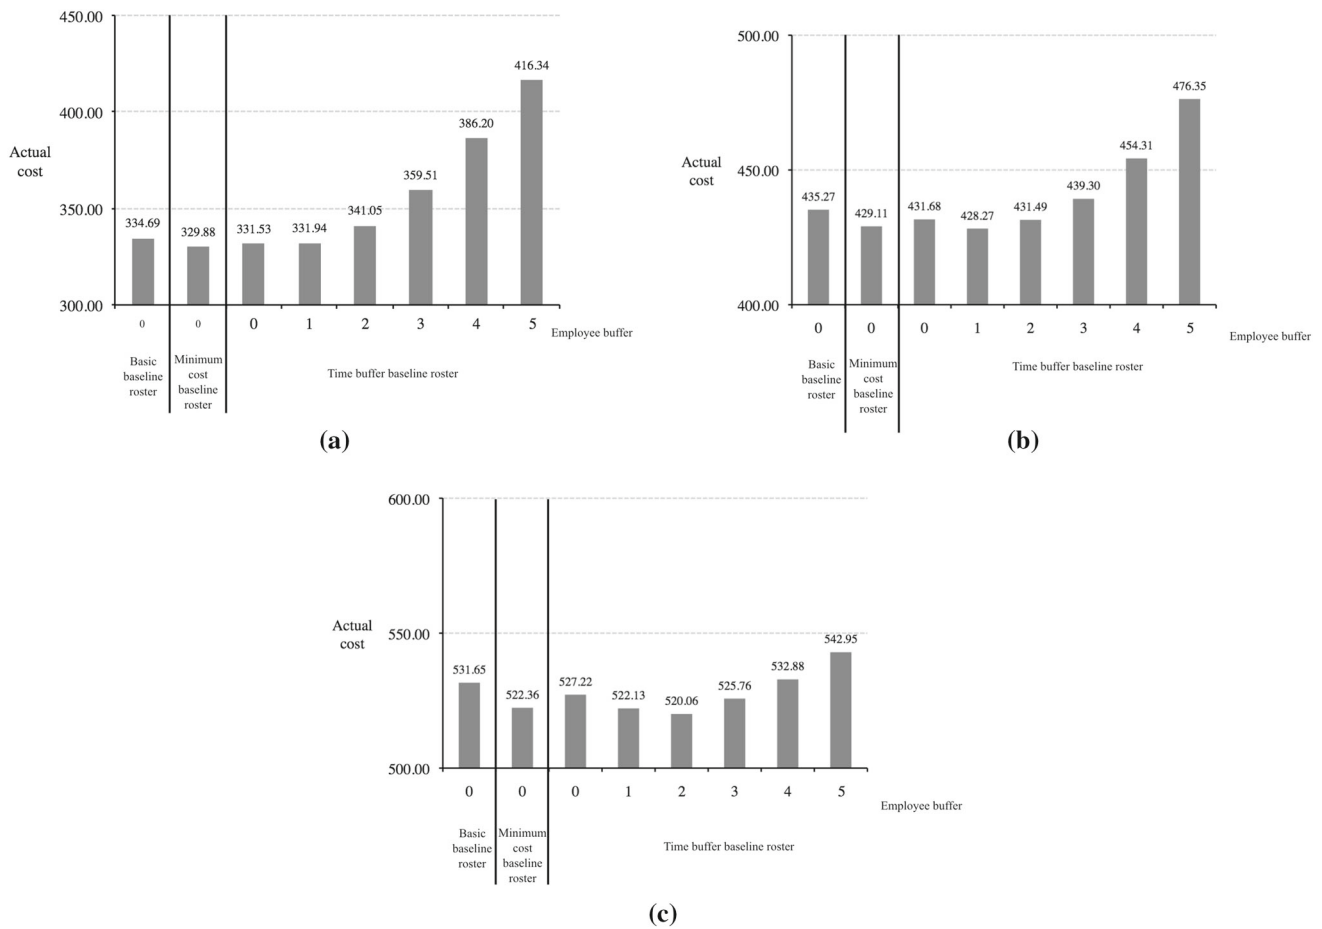 450.00
400.00
350.00
300.00
Actual
cost
334.69
329.88
331.53
331.94
341.05
359.51
386.20
416.34
0
0
0
1
2
3
4
5
Employee buffer
Basic
baseline
roster
Minimum
cost
baseline
roster
Time buffer baseline roster
(a)
500.00
450.00
400.00
Actual
cost
435.27
429.11
431.68
428.27
431.49
439.30
454.31
476.35
0
0
0
1
2
3
4
5
Employee buffer
Basic
baseline
roster
Minimum
cost
baseline
roster
Time buffer baseline roster
(b)
600.00
550.00
500.00
Actual
cost
531.65
522.36
527.22
522.13
520.06
525.76
532.88
542.95
0
0
0
1
2
3
4
5
Employee buffer
Basic
baseline
roster
Minimum
cost
baseline
roster
Time buffer baseline roster
(c)